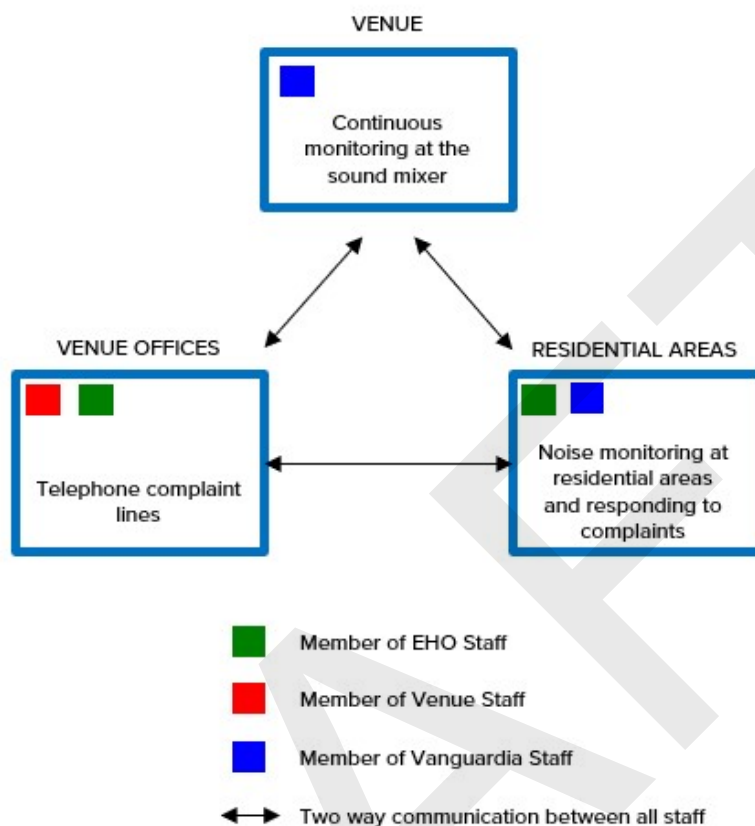 VENUE
Continuous
monitoring at the
sound mixer
VENUE OFFICES
RESIDENTIAL AREAS
Telephone complaint
lines
Noise monitoring at
residential areas
and responding to
complaints
Member of EHO Staff
Member of Venue Staff
Member of Vanguardia Staff
Two way communication between all staff